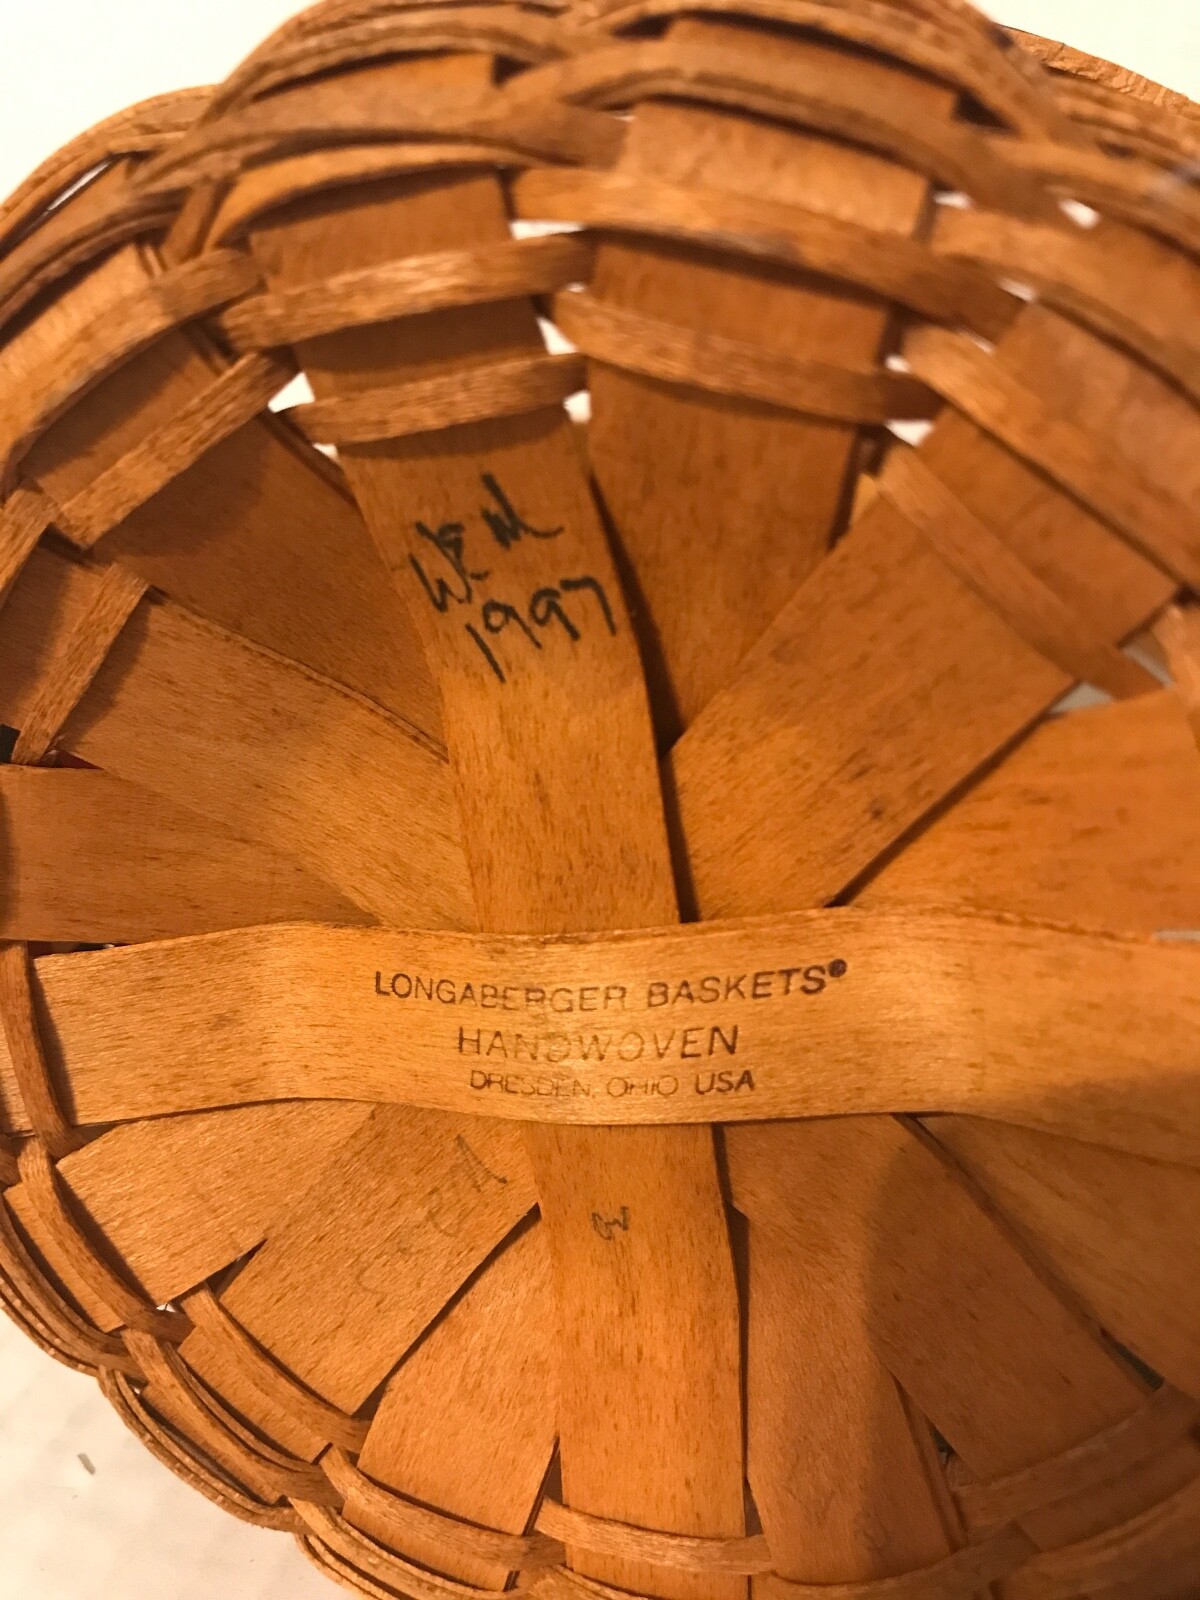 1997
LONGABERGER BASKETS®
HANDWOVEN
DRESDEN, OHIO USA